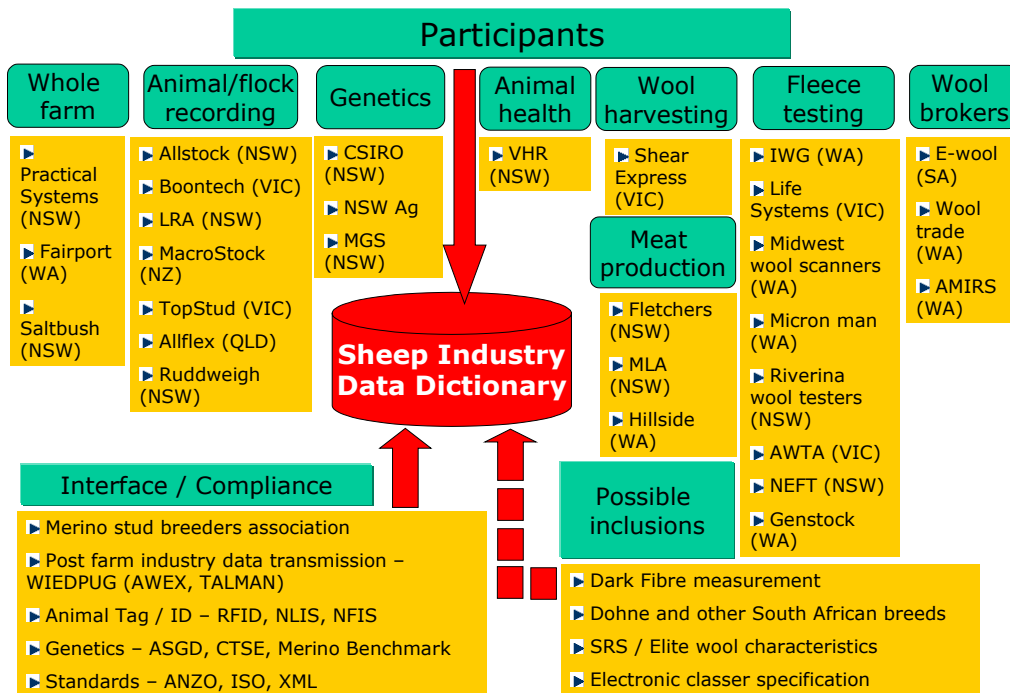 Participants
Whole
farm
Practical
Systems
(NSW)
Fairport
(WA)
Saltbush
(NSW)
Animal/flock
recording
Allstock (NSW)
Boontech (VIC)
LRA (NSW)
MacroStock
(NZ)
TopStud (VIC)
Allflex (QLD)
Ruddweigh
(NSW)
Genetics
CSIRO
(NSW)
NSW Ag
MGS
(NSW)
Animal
health
VHR
(NSW)
Wool
harvesting
Shear
Express
(VIC)
Meat
production
Fletchers
(NSW)
MLA
(NSW)
Hillside
(WA)
Fleece
testing
IWG (WA)
Life
Systems (VIC)
Midwest
wool scanners
(WA)
Micron man
(WA)
Riverina
wool testers
(NSW)
AWTA (VIC)
NEFT (NSW)
Genstock
(WA)
Wool
brokers
E-wool
(SA)
Wool
trade
(WA)
AMIRS
(WA)
Sheep Industry
Data Dictionary
Interface / Compliance
Merino stud breeders association
Post farm industry data transmission –
WIEDPUG (AWEX, TALMAN)
Animal Tag / ID – RFID, NLIS, NFIS
Genetics – ASGD, CTSE, Merino Benchmark
Standards – ANZO, ISO, XML
Possible
inclusions
Dark Fibre measurement
Dohne and other South African breeds
SRS / Elite wool characteristics
Electronic classer specification